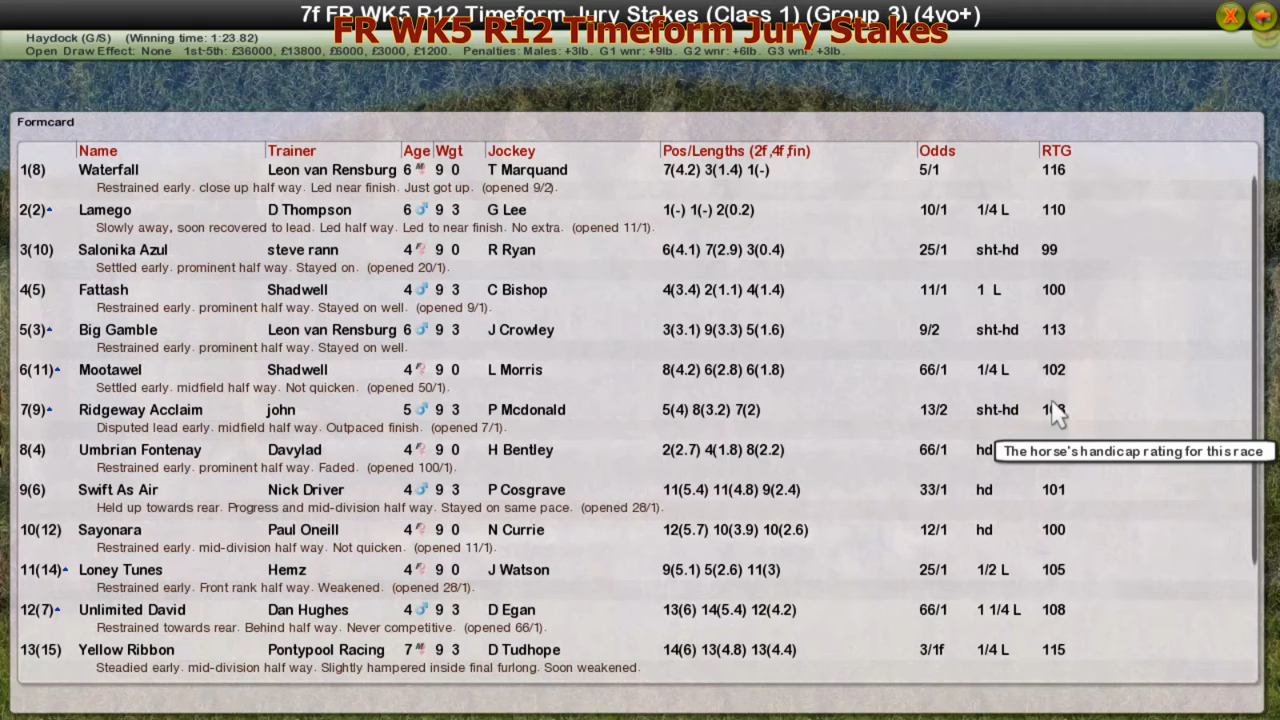 7f FR WK5 R12 Timeform Jury Stakes (Class 1) (Group 3) (4yo+)
FR WK5 R12 Timeform Jury Stakes
Haydock (G/S) (Winning time: 1:23.82)
Open Draw Effect: None 1st-5th: £36000, £13800, £6000, £3000, £1200. Penalties: Males: +3lb. G1 wnr: +9lb. G2 wnr: +6lb. G3 wnr: +3lb.
Formcard
Name Trainer Age Wgt Jockey Pos/Lengths (2f,4f,fin) Odds RTG
1(8) Waterfall Leon van Rensburg 6 9 0 T Marquand 7(4.2) 3(1.4) 1(-) 5/1 116
Restrained early. close up half way. Led near finish. Just got up. (opened 9/2).
2(2) Lamego D Thompson 6 9 3 G Lee 1(-) 1(-) 2(0.2) 10/1 1/4 L 110
Slowly away, soon recovered to lead. Led half way. Led to near finish. No extra. (opened 11/1).
3(10) Salonika Azul steve rann 4 9 0 R Ryan 6(4.1) 7(2.9) 3(0.4) 25/1 sht-hd 99
Settled early. prominent half way. Stayed on. (opened 20/1).
4(5) Fattash Shadwell 4 9 3 C Bishop 4(3.4) 2(1.1) 4(1.4) 11/1 1 L 100
Restrained early. prominent half way. Stayed on well. (opened 9/1).
5(3) Big Gamble Leon van Rensburg 6 9 3 J Crowley 3(3.1) 9(3.3) 5(1.6) 9/2 sht-hd 113
Restrained early. prominent half way. Stayed on well.
6(11) Mootawel Shadwell 4 9 0 L Morris 8(4.2) 6(2.8) 6(1.8) 66/1 1/4 L 102
Settled early. midfield half way. Not quicken. (opened 50/1).
7(9) Ridgeway Acclaim john 5 9 3 P Mcdonald 5(4) 8(3.2) 7(2) 13/2 sht-hd
Disputed lead early. midfield half way. Outpaced finish. (opened 7/1).
8(4) Umbrian Fontenay Davylad 4 9 0 H Bentley 2(2.7) 4(1.8) 8(2.2) 66/1 hd The horse's handicap rating for this race
Restrained early. prominent half way. Faded. (opened 100/1).
9(6) Swift As Air Nick Driver 4 9 3 P Cosgrave 11(5.4) 11(4.8) 9(2.4) 33/1 hd 101
Held up towards rear. Progress and mid-division half way. Stayed on same pace. (opened 28/1).
10(12) Sayonara Paul Oneill 4 9 0 N Currie 12(5.7) 10(3.9) 10(2.6) 12/1 hd 100
Restrained early. mid-division half way. Not quicken. (opened 11/1).
11(14) Loney Tunes Hemz 4 9 0 J Watson 9(5.1) 5(2.6) 11(3) 25/1 1/2 L 105
Restrained early. Front rank half way. Weakened. (opened 28/1).
12(7) Unlimited David Dan Hughes 4 9 3 D Egan 13(6) 14(5.4) 12(4.2) 66/1 1 1/4 L 108
Restrained towards rear. Behind half way. Never competitive. (opened 66/1).
13(15) Yellow Ribbon Pontypool Racing 7 9 3 D Tudhope 14(6) 13(4.8) 13(4.4) 3/1f 1/4 L 115
Steadied early. mid-division half way. Slightly hampered inside final furlong. Soon weakened.